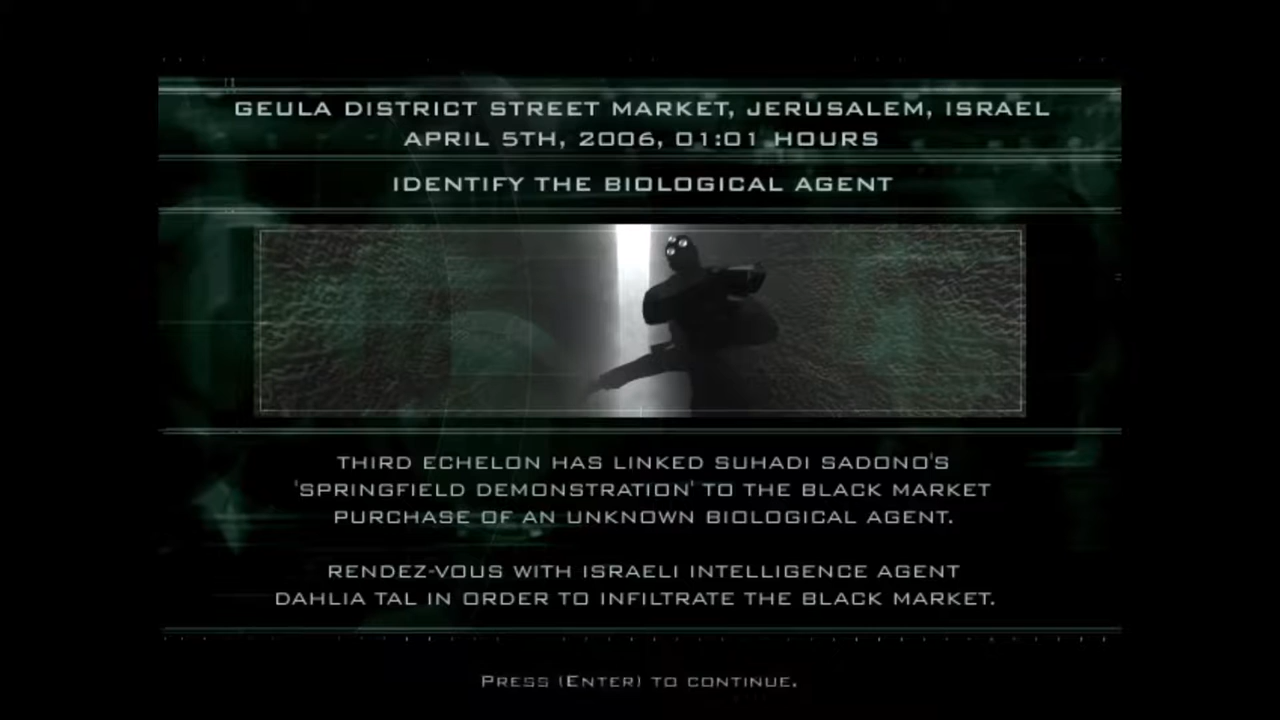 GEULA DISTRICT STREET MARKET, JERUSALEM, ISRAEL
APRIL 5TH, 2006, 01:01 HOURS
IDENTIFY THE BIOLOGICAL AGENT
THIRD ECHELON HAS LINKED SUHADI SADONO'S
'SPRINGFIELD DEMONSTRATION' TO THE BLACK MARKET
PURCHASE OF AN UNKNOWN BIOLOGICAL AGENT.
RENDEZ-VOUS WITH ISRAELI INTELLIGENCE AGENT
DAHLIA TAL IN ORDER TO INFILTRATE THE BLACK MARKET.
PRESS (ENTER) TO CONTINUE.